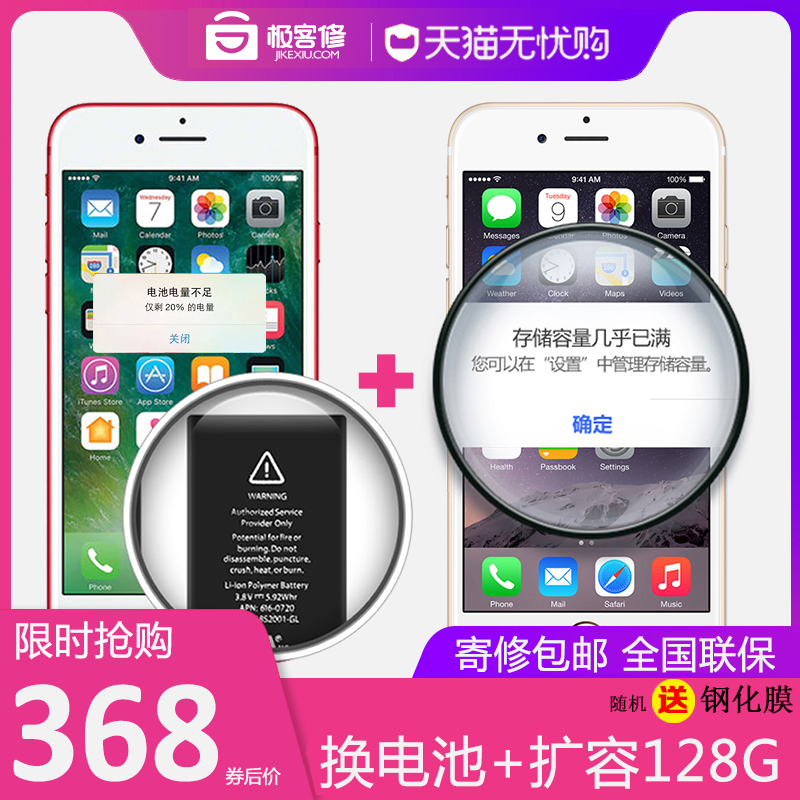 极客修
JIKEXIU.COM
天猫无忧购
9:41 AM 100%
Wednesday
7
Mail Calendar Photos Camera
电池电量不足
仅剩 20% 的电量
关闭
iTunes Store App Store
Home
Phone
WARNING
Authorized Service
Provider Only
Potential for fire or
burning. Do not
disassemble, puncture,
crush, heat, or burn.
Li-Ion Polymer Battery
3.8V 5.92Whr
APN: 616-0720
9:41 AM 100%
Tuesday
9
Messages Calendar Photos Camera
Weather Clock Maps Videos
存储容量几乎已满
您可以在“设置”中管理存储容量。
确定
Health Passbook Settings
Phone Mail Safari Music
限时抢购
368
券后价
寄修包邮 全国联保
随机 送 钢化膜
换电池+扩容128G